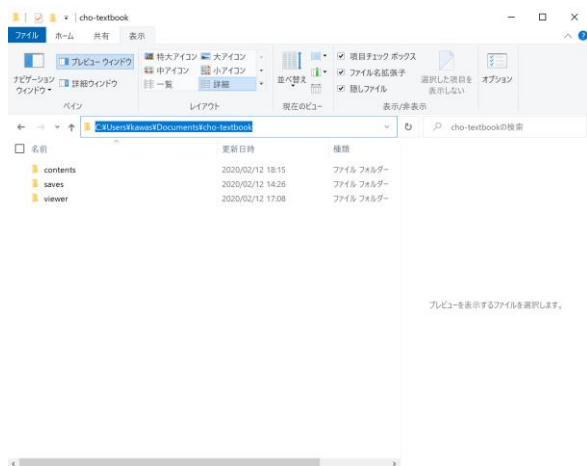 cho-textbook
ファイル ホーム 共有 表示
ナビゲーション ウィンドウ
プレビュー ウィンドウ
詳細ウィンドウ
ペイン
特大アイコン 大アイコン
中アイコン 小アイコン
一覧 詳細
レイアウト
並べ替え
現在のビュー
項目チェック ボックス
ファイル名拡張子
隠しファイル
選択した項目を
表示しない
表示/非表示
オプション
C:¥Users¥kawas¥Documents¥cho-textbook
cho-textbookの検索
名前 更新日時 種類
contents 2020/02/12 18:15 ファイル フォルダー
saves 2020/02/12 14:26 ファイル フォルダー
viewer 2020/02/12 17:08 ファイル フォルダー
プレビューを表示するファイルを選択します。